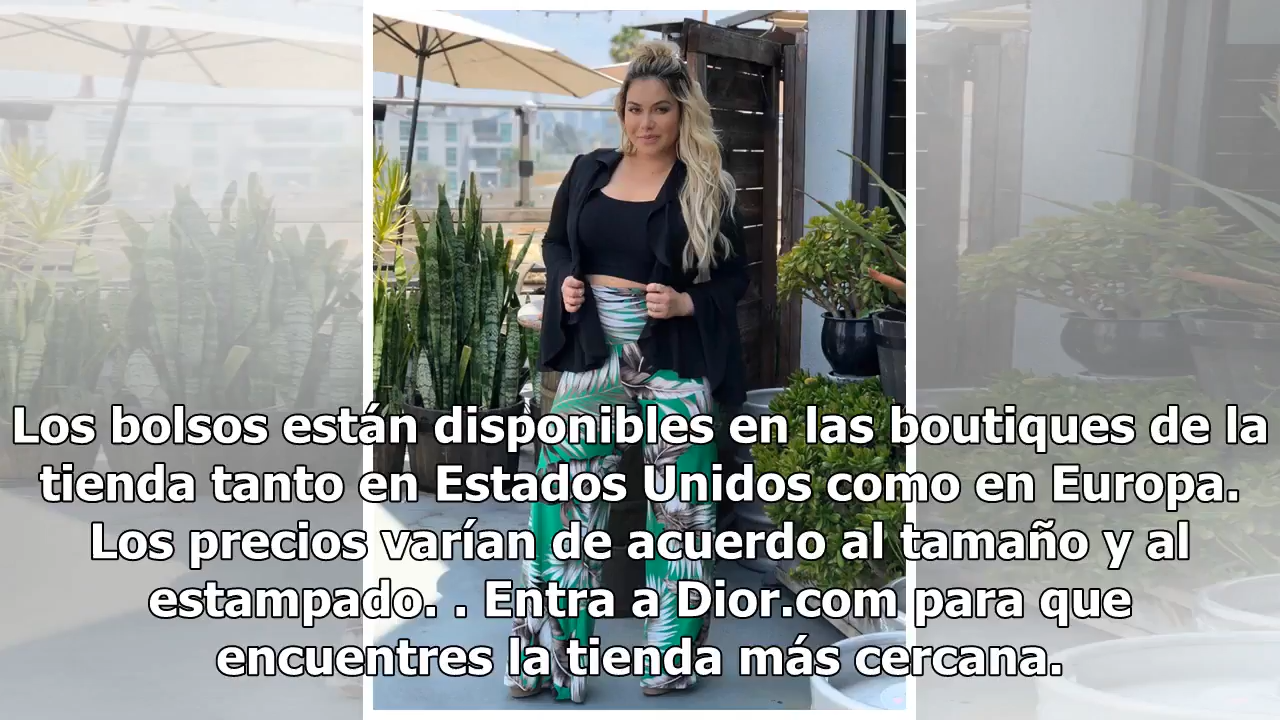 Los bolsos están disponibles en las boutiques de la
tienda tanto en Estados Unidos como en Europa.
Los precios varían de acuerdo al tamaño y al
estampado. . Entra a Dior.com para que
encuentres la tienda más cercana.